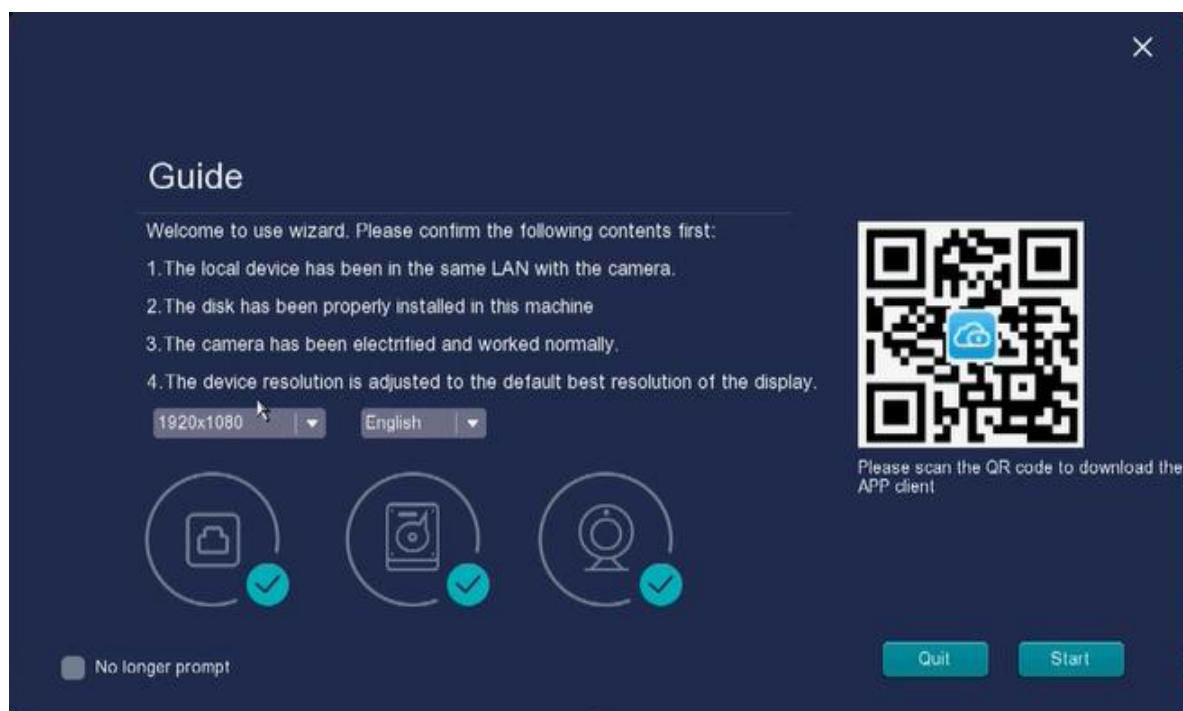 Guide
Welcome to use wizard. Please confirm the following contents first:
1.The local device has been in the same LAN with the camera.
2.The disk has been properly installed in this machine
3.The camera has been electrified and worked normally.
4.The device resolution is adjusted to the default best resolution of the display.
1920x1080
English
Please scan the QR code to download the
APP client
No longer prompt
Quit
Start